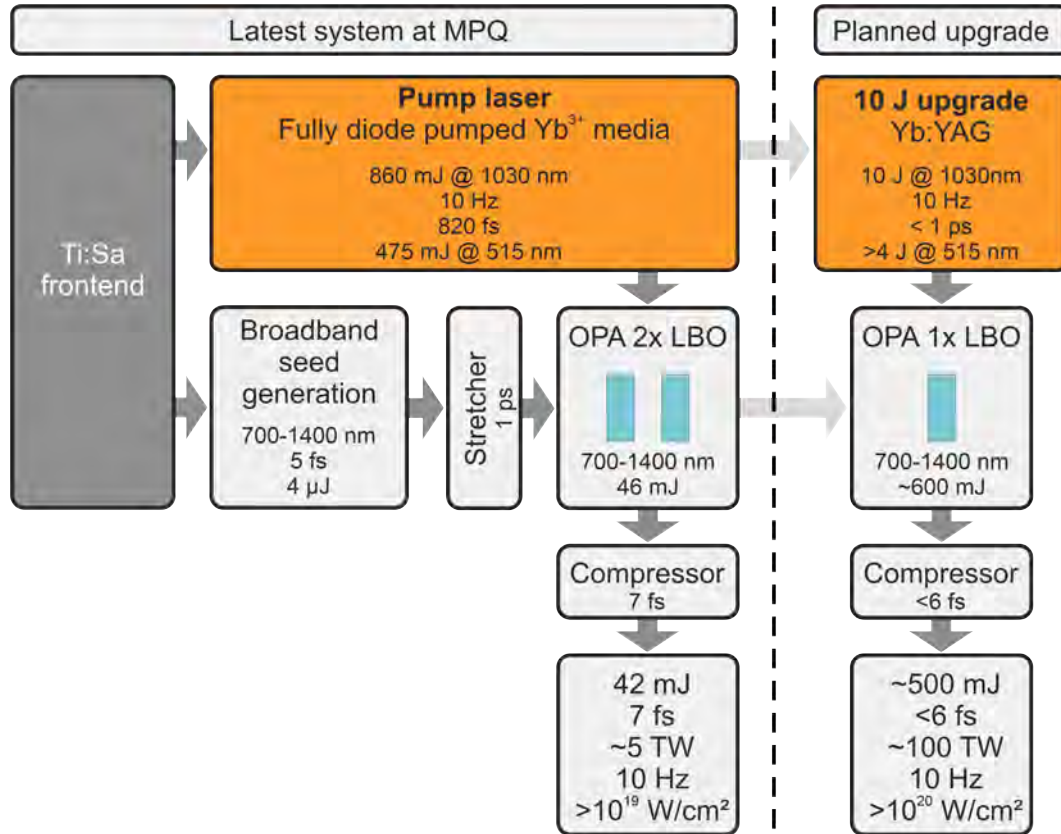 Latest system at MPQ
Planned upgrade
Ti:Sa
frontend
Pump laser
Fully diode pumped Yb³⁺ media
860 mJ @ 1030 nm
10 Hz
820 fs
475 mJ @ 515 nm
10 J upgrade
Yb:YAG
10 J @ 1030nm
10 Hz
< 1 ps
>4 J @ 515 nm
Broadband
seed
generation
700-1400 nm
5 fs
4 µJ
Stretcher
1 ps
OPA 2x LBO
700-1400 nm
46 mJ
OPA 1x LBO
700-1400 nm
~600 mJ
Compressor
7 fs
Compressor
<6 fs
42 mJ
7 fs
~5 TW
10 Hz
>10¹⁹ W/cm²
~500 mJ
<6 fs
~100 TW
10 Hz
>10²⁰ W/cm²